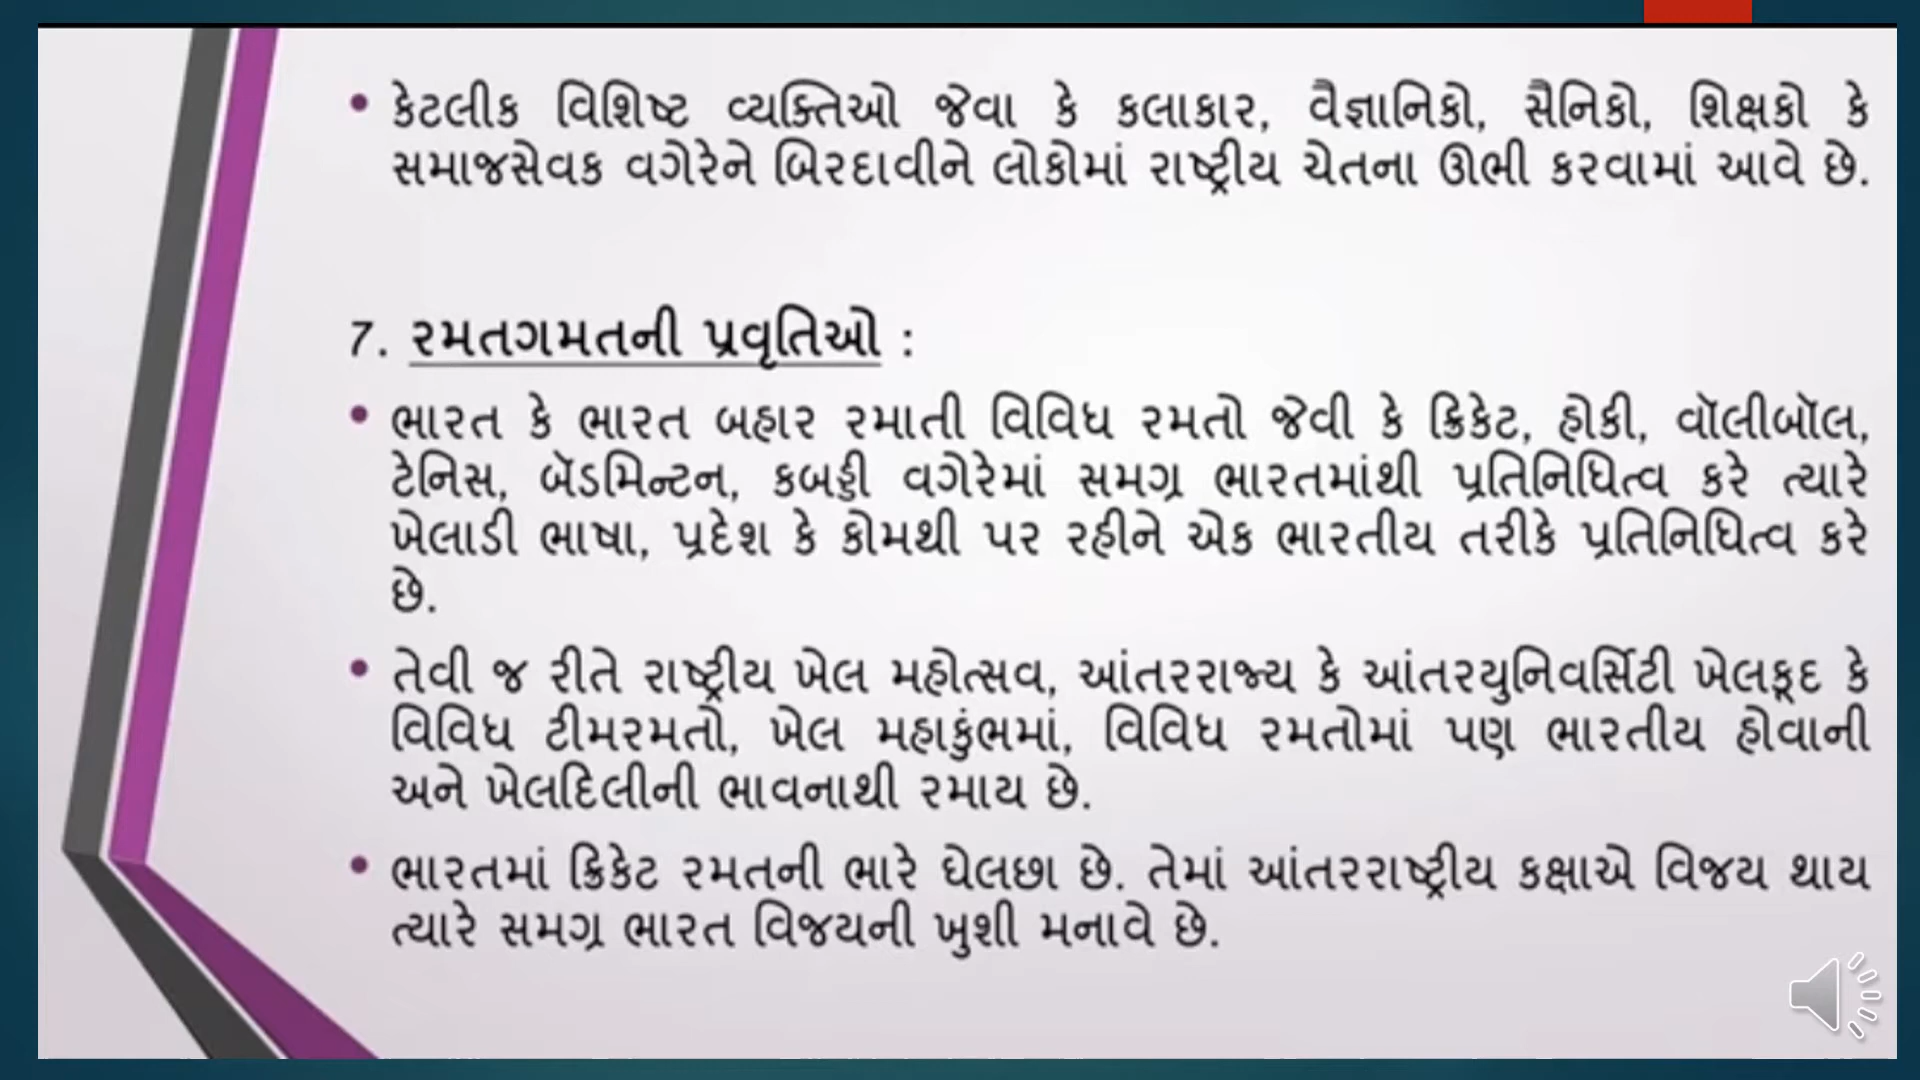 • કેટલીક વિશિષ્ટ વ્યક્તિઓ જેવા કે કલાકાર, વૈજ્ઞાનિકો, સૈનિકો, શિક્ષકો કે
સમાજસેવક વગેરેને બિરદાવીને લોકોમાં રાષ્ટ્રીય ચેતના ઊભી કરવામાં આવે છે.
7. રમતગમતની પ્રવૃતિઓ :
• ભારત કે ભારત બહાર રમાતી વિવિધ રમતો જેવી કે ક્રિકેટ, હોકી, વૉલીબૉલ,
ટેનિસ, બૅડમિન્ટન, કબડ્ડી વગેરેમાં સમગ્ર ભારતમાંથી પ્રતિનિધિત્વ કરે ત્યારે
ખેલાડી ભાષા, પ્રદેશ કે કોમથી પર રહીને એક ભારતીય તરીકે પ્રતિનિધિત્વ કરે
છે.
• તેવી જ રીતે રાષ્ટ્રીય ખેલ મહોત્સવ, આંતરરાજ્ય કે આંતરયુનિવર્સિટી ખેલકૂદ કે
વિવિધ ટીમરમતો, ખેલ મહાકુંભમાં, વિવિધ રમતોમાં પણ ભારતીય હોવાની
અને ખેલદિલીની ભાવનાથી રમાય છે.
• ભારતમાં ક્રિકેટ રમતની ભારે ઘેલછા છે. તેમાં આંતરરાષ્ટ્રીય કક્ષાએ વિજય થાય
ત્યારે સમગ્ર ભારત વિજયની ખુશી મનાવે છે.